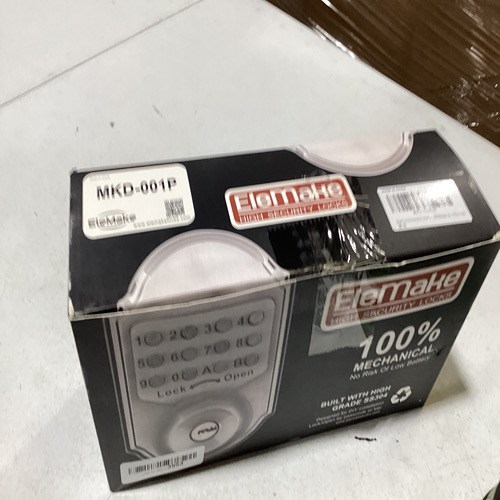 MKD-001P
EleMake
EleMake
HIGH SECURITY LOCKS
EleMake
HIGH SECURITY LOCKS
100%
MECHANICAL
No Risk Of Low Battery
BUILT WITH HIGH
GRADE SS304
1 2 3 4
5 6 7 8
9 0 A B
Lock Open